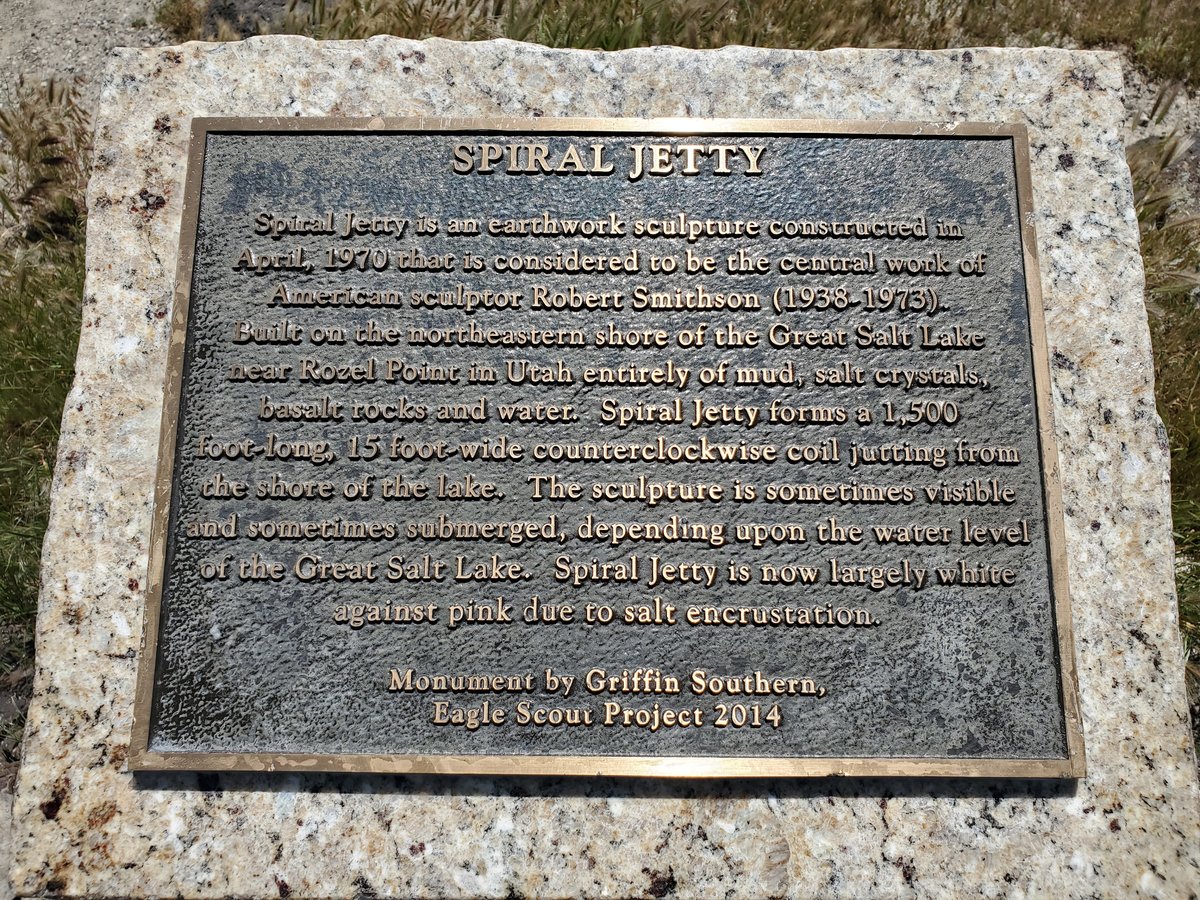 SPIRAL JETTY
Spiral Jetty is an earthwork sculpture constructed in
April, 1970 that is considered to be the central work of
American sculptor Robert Smithson (1938-1973).
Built on the northeastern shore of the Great Salt Lake
near Rozel Point in Utah entirely of mud, salt crystals,
basalt rocks and water. Spiral Jetty forms a 1,500
foot-long, 15 foot-wide counterclockwise coil jutting from
the shore of the lake. The sculpture is sometimes visible
and sometimes submerged, depending upon the water level
of the Great Salt Lake. Spiral Jetty is now largely white
against pink due to salt encrustation.
Monument by Griffin Southern,
Eagle Scout Project 2014